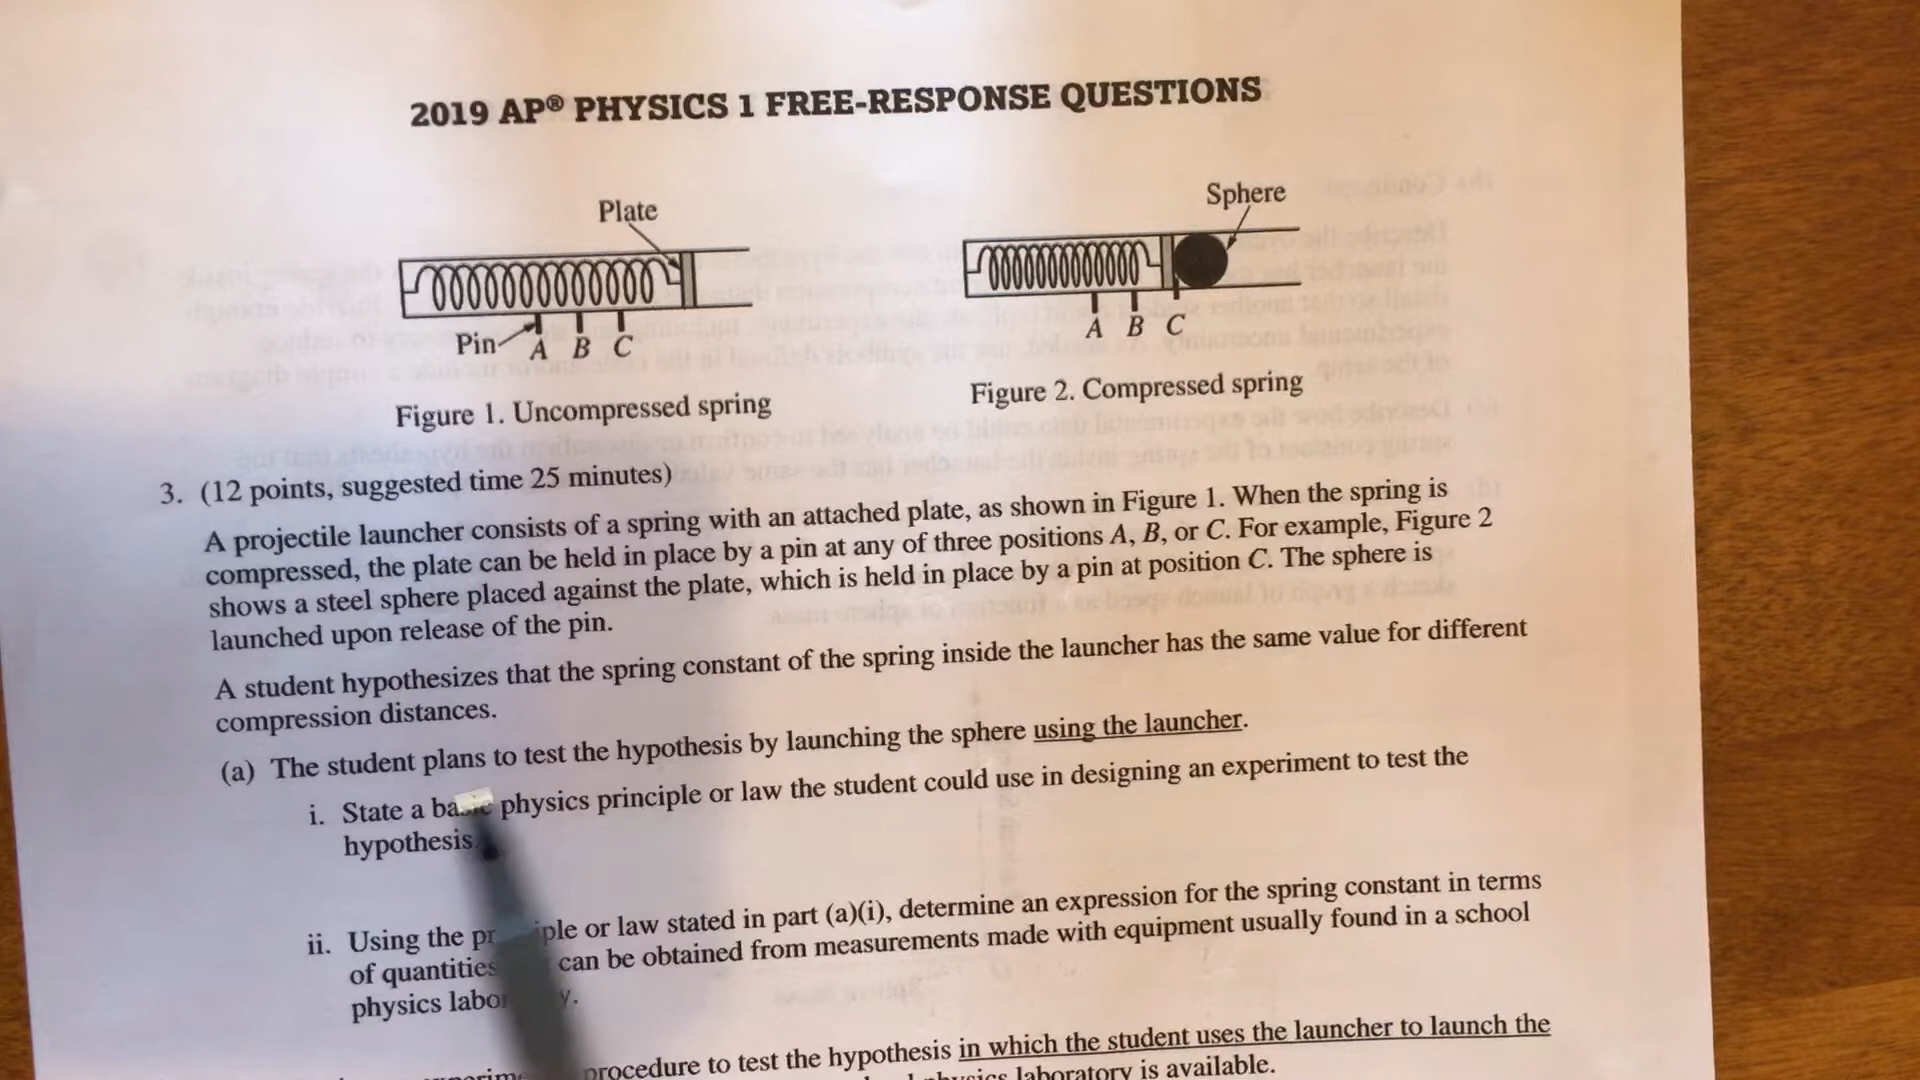 2019 AP® PHYSICS 1 FREE-RESPONSE QUESTIONS
Plate
Pin A B C
Figure 1. Uncompressed spring
Sphere
A B C
Figure 2. Compressed spring
3. (12 points, suggested time 25 minutes)
A projectile launcher consists of a spring with an attached plate, as shown in Figure 1. When the spring is
compressed, the plate can be held in place by a pin at any of three positions A, B, or C. For example, Figure 2
shows a steel sphere placed against the plate, which is held in place by a pin at position C. The sphere is
launched upon release of the pin.
A student hypothesizes that the spring constant of the spring inside the launcher has the same value for different
compression distances.
(a) The student plans to test the hypothesis by launching the sphere using the launcher.
i. State a basic physics principle or law the student could use in designing an experiment to test the
hypothesis.
ii. Using the or law stated in part (a)(i), determine an expression for the spring constant in terms
of quantities can be obtained from measurements made with equipment usually found in a school
physics
procedure to test the hypothesis in which the student uses the launcher to launch the
laboratory is available.